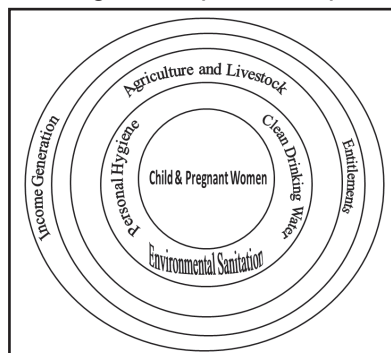 Agriculture and Livestock
Income Generation
Personal Hygiene
Child & Pregnant Women
Clean Drinking Water
Entitlements
Environmental Sanitation